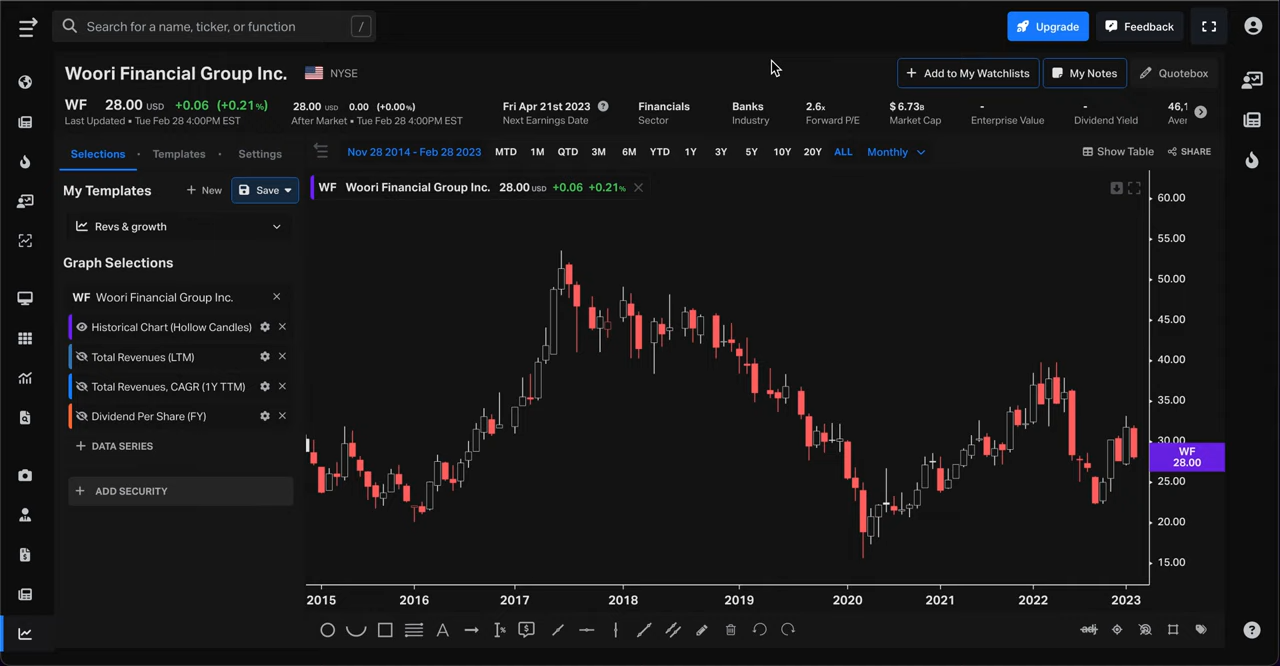 Search for a name, ticker, or function /
Upgrade
Feedback
Woori Financial Group Inc. NYSE
+ Add to My Watchlists
My Notes
Quotebox
WF 28.00 USD +0.06 (+0.21%)
Last Updated • Tue Feb 28 4:00PM EST
28.00 USD 0.00 (+0.00%)
After Market • Tue Feb 28 4:00PM EST
Fri Apr 21st 2023 ?
Next Earnings Date
Financials
Sector
Banks
Industry
2.6x
Forward P/E
$ 6.73B
Market Cap
-
Enterprise Value
-
Dividend Yield
46,1
Aver
Selections • Templates • Settings
Nov 28 2014 - Feb 28 2023 MTD 1M QTD 3M 6M YTD 1Y 3Y 5Y 10Y 20Y ALL Monthly
Show Table
SHARE
My Templates + New Save
WF Woori Financial Group Inc. 28.00 USD +0.06 +0.21%
Revs & growth
Graph Selections
WF Woori Financial Group Inc.
Historical Chart (Hollow Candles)
Total Revenues (LTM)
Total Revenues, CAGR (1Y TTM)
Dividend Per Share (FY)
+ DATA SERIES
+ ADD SECURITY
60.00
55.00
50.00
45.00
40.00
35.00
30.00
WF
28.00
25.00
20.00
15.00
2015 2016 2017 2018 2019 2020 2021 2022 2023
A
%
$
adj
?